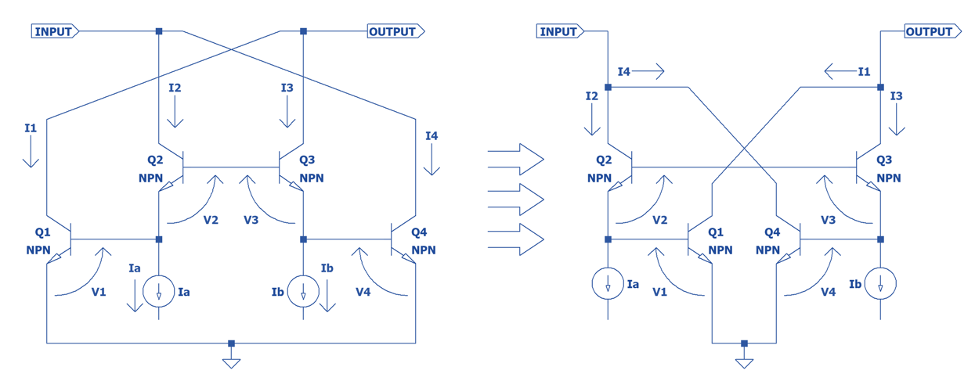 INPUT
OUTPUT
I2
I3
I1
I4
Q2
NPN
Q3
NPN
V2
V3
Q1
NPN
Q4
NPN
V1
Ia
Ia
Ib
Ib
V4
INPUT
OUTPUT
I4
I1
I2
I3
Q2
NPN
Q3
NPN
V2
V3
Q1
NPN
Q4
NPN
Ia
V1
V4
Ib